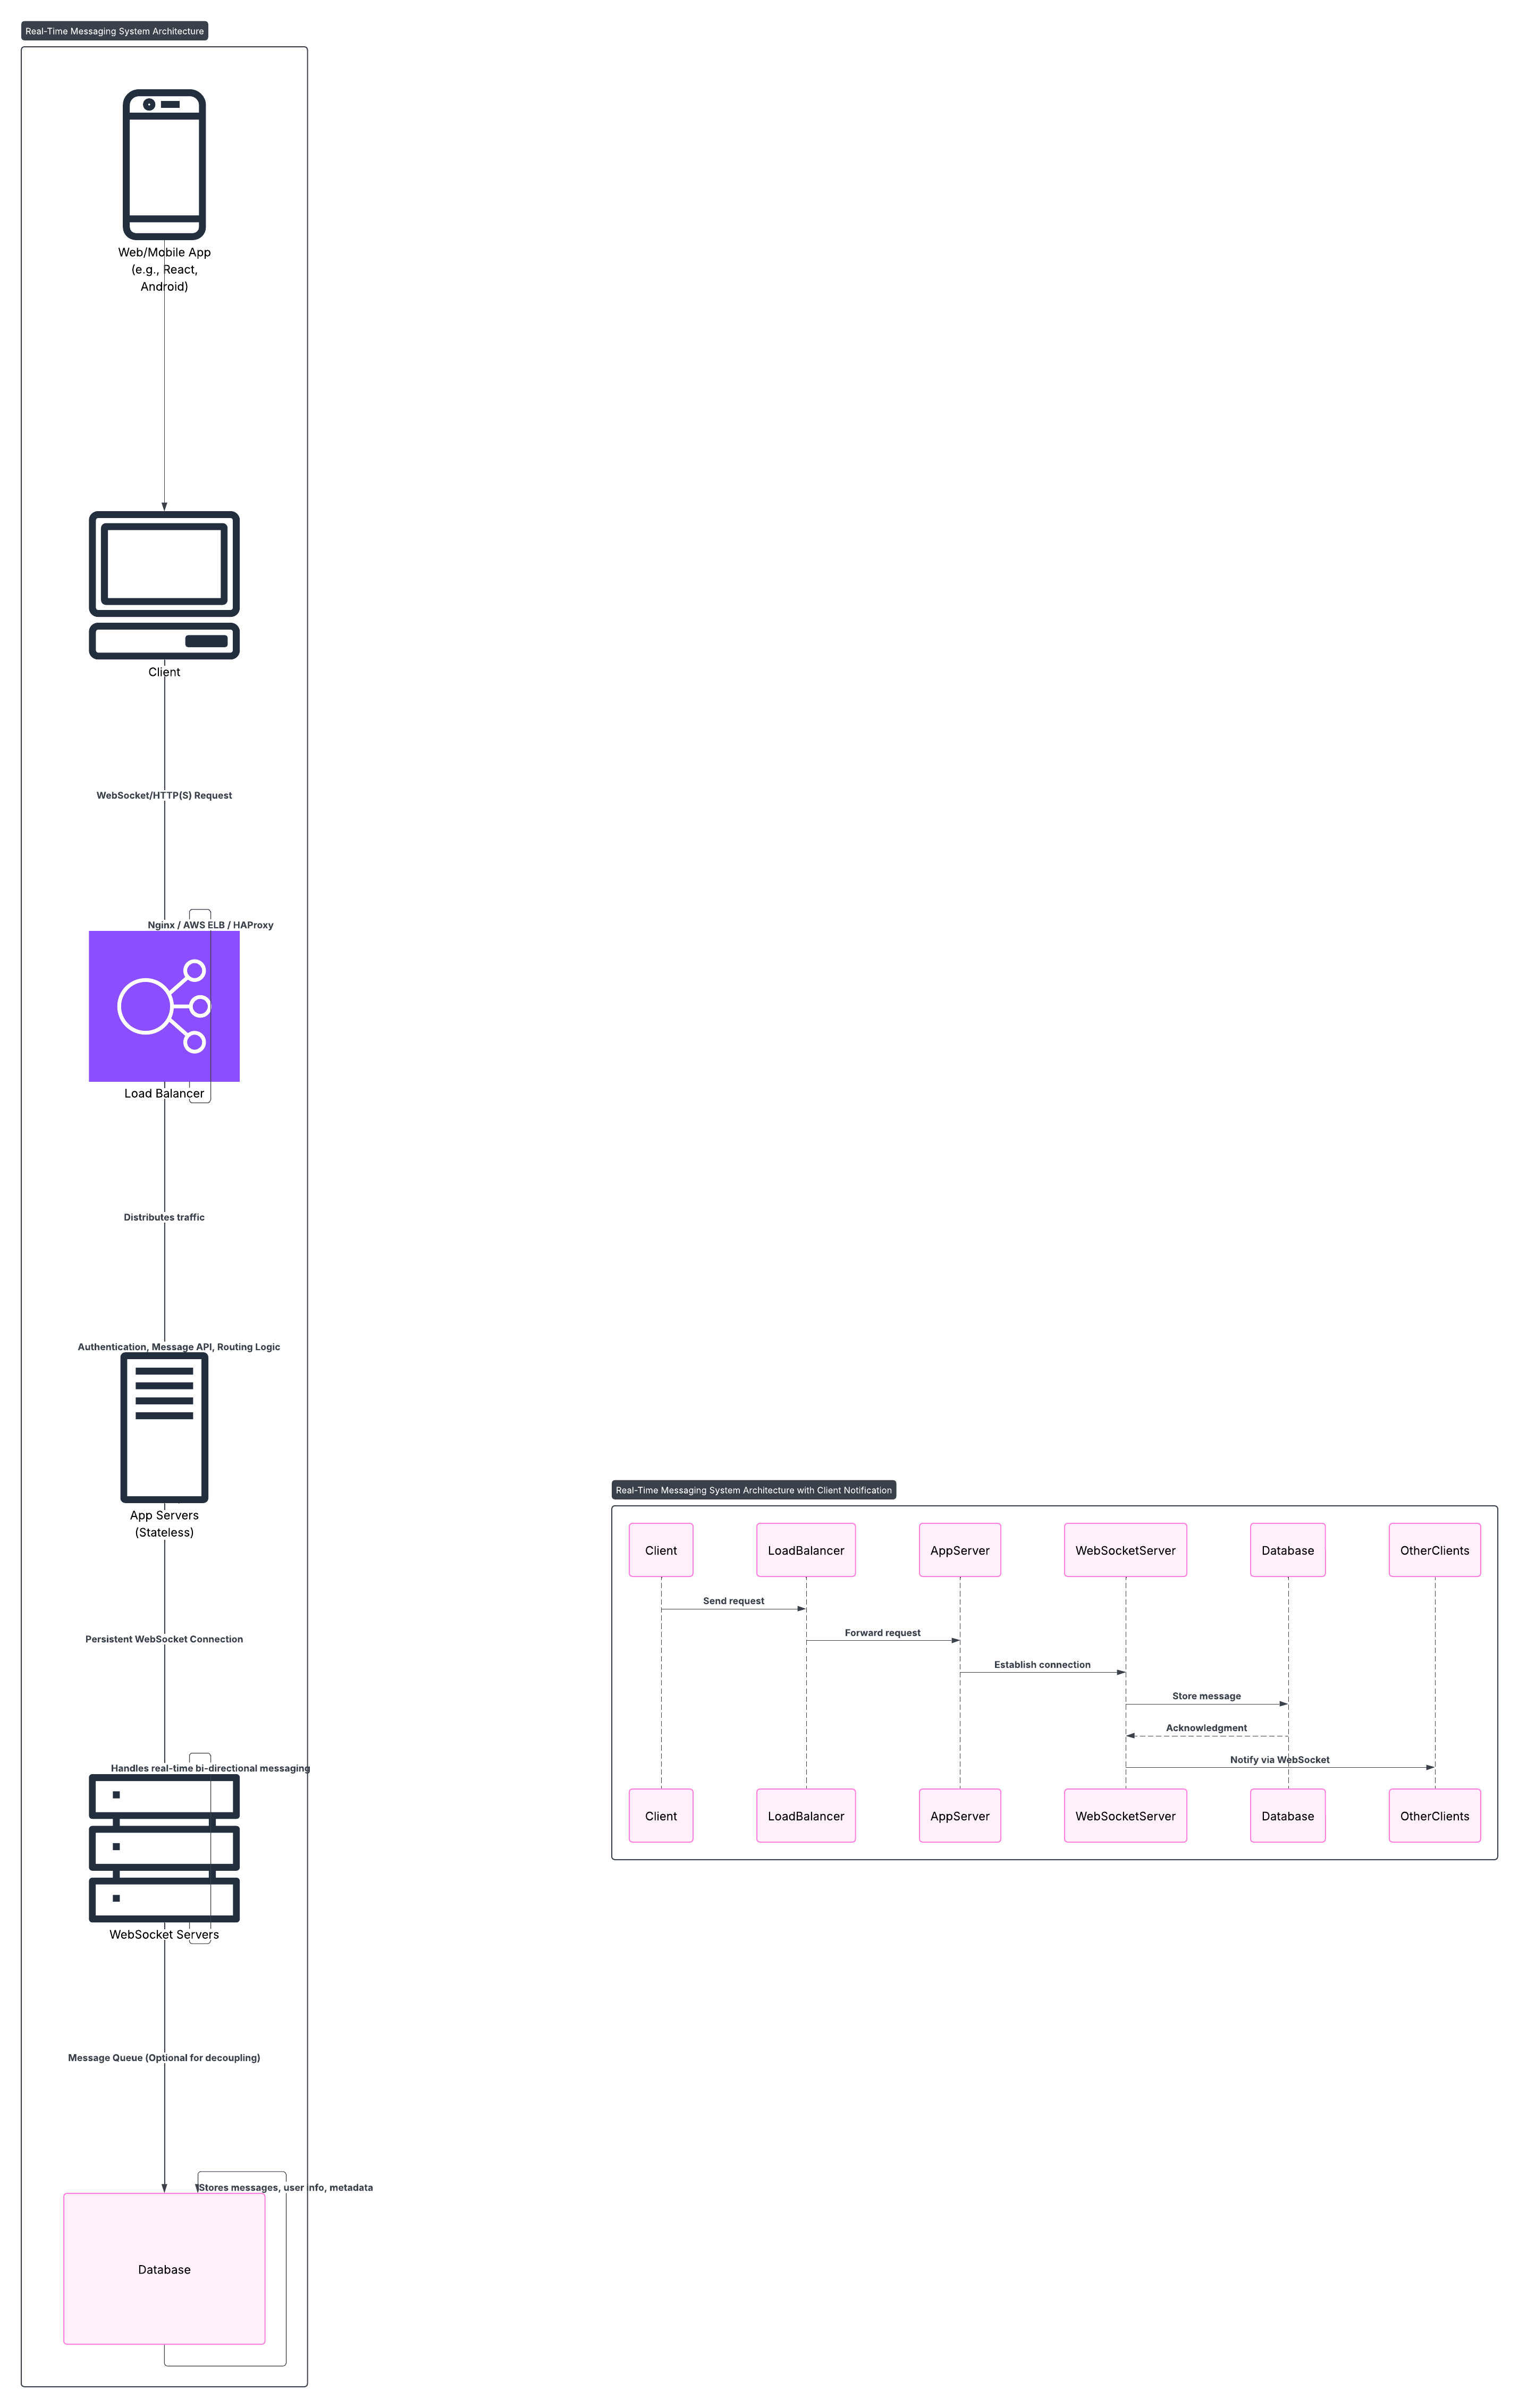 Real-Time Messaging System Architecture
Web/Mobile App
(e.g., React,
Android)
Client
WebSocket/HTTP(S) Request
Nginx / AWS ELB / HAProxy
Load Balancer
Distributes traffic
Authentication, Message API, Routing Logic
App Servers
(Stateless)
Persistent WebSocket Connection
Handles real-time bi-directional messaging
WebSocket Servers
Message Queue (Optional for decoupling)
Stores messages, user info, metadata
Database
Real-Time Messaging System Architecture with Client Notification
Client
LoadBalancer
AppServer
WebSocketServer
Database
OtherClients
Send request
Forward request
Establish connection
Store message
Acknowledgment
Notify via WebSocket
Client
LoadBalancer
AppServer
WebSocketServer
Database
OtherClients